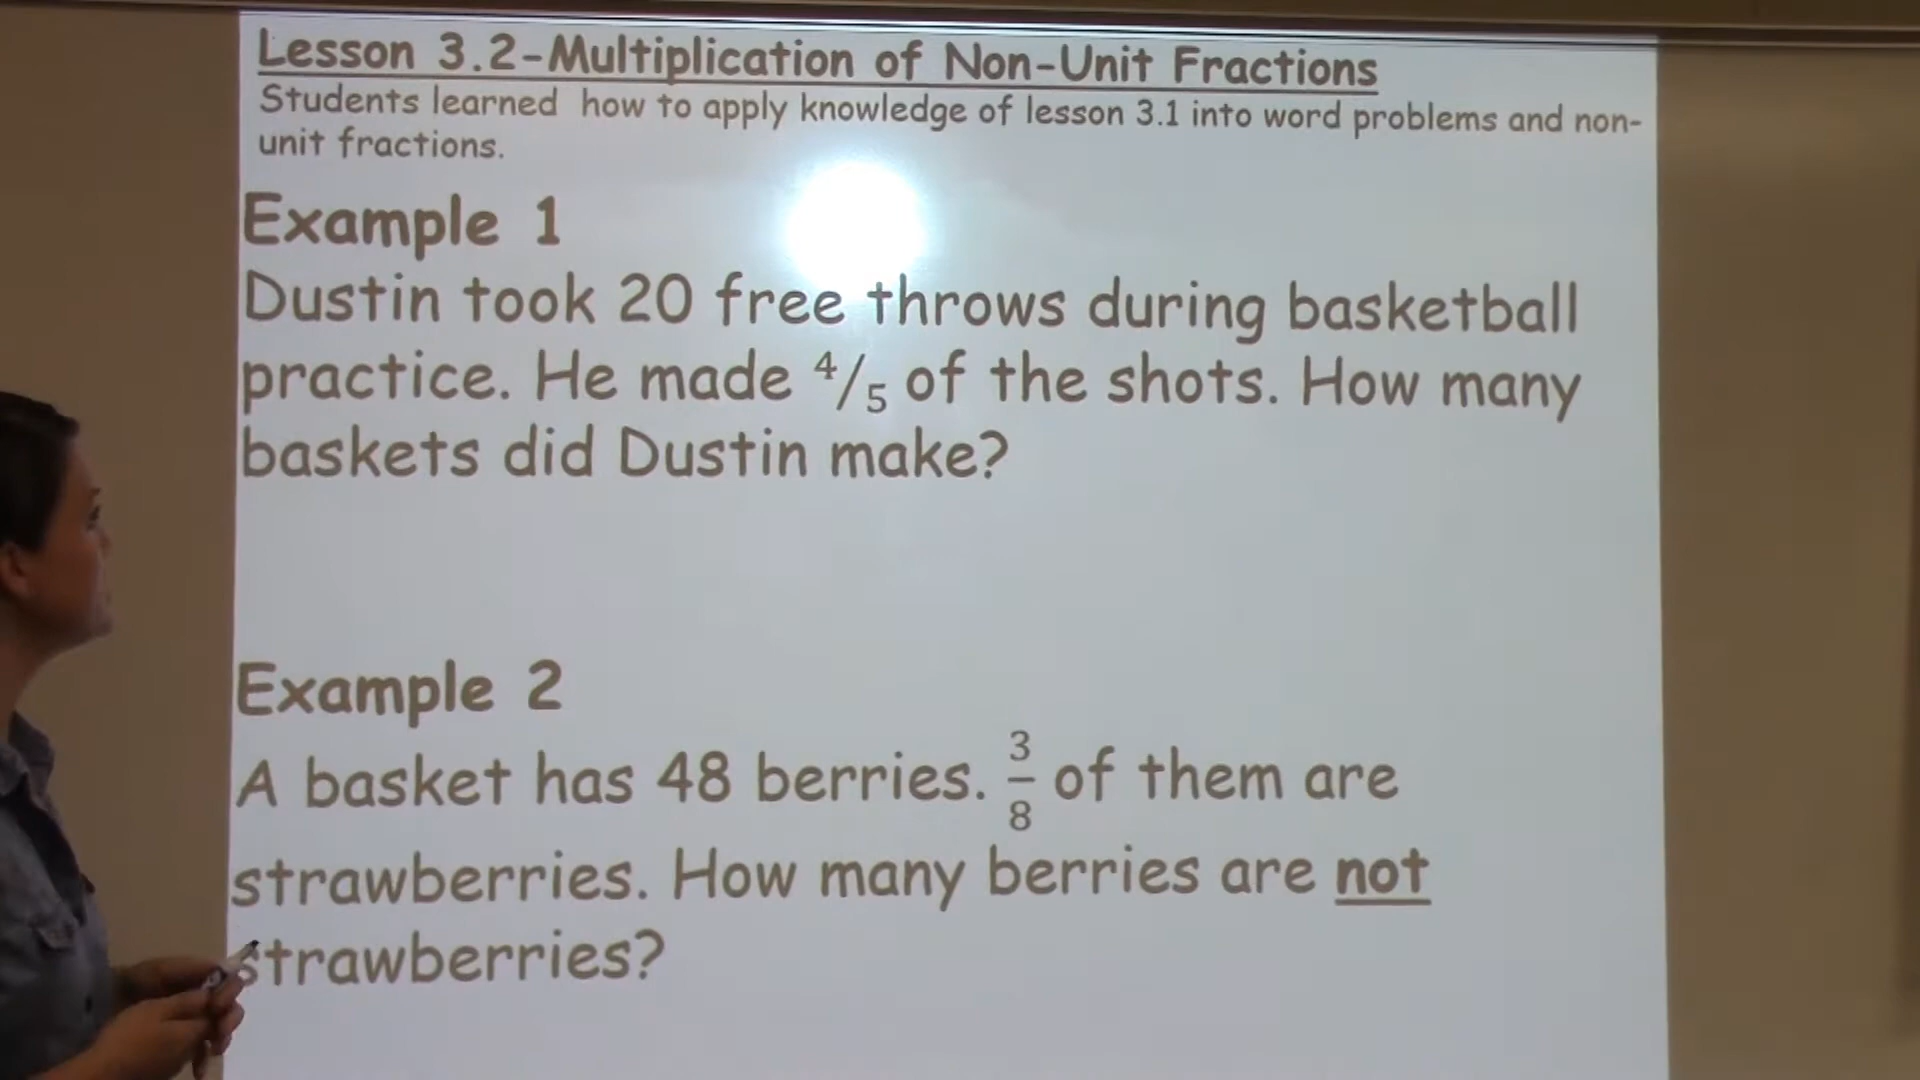 Lesson 3.2-Multiplication of Non-Unit Fractions
Students learned how to apply knowledge of lesson 3.1 into word problems and non-
unit fractions.
Example 1
Dustin took 20 free throws during basketball
practice. He made 4/5 of the shots. How many
baskets did Dustin make?
Example 2
A basket has 48 berries. 3/8 of them are
strawberries. How many berries are not
strawberries?